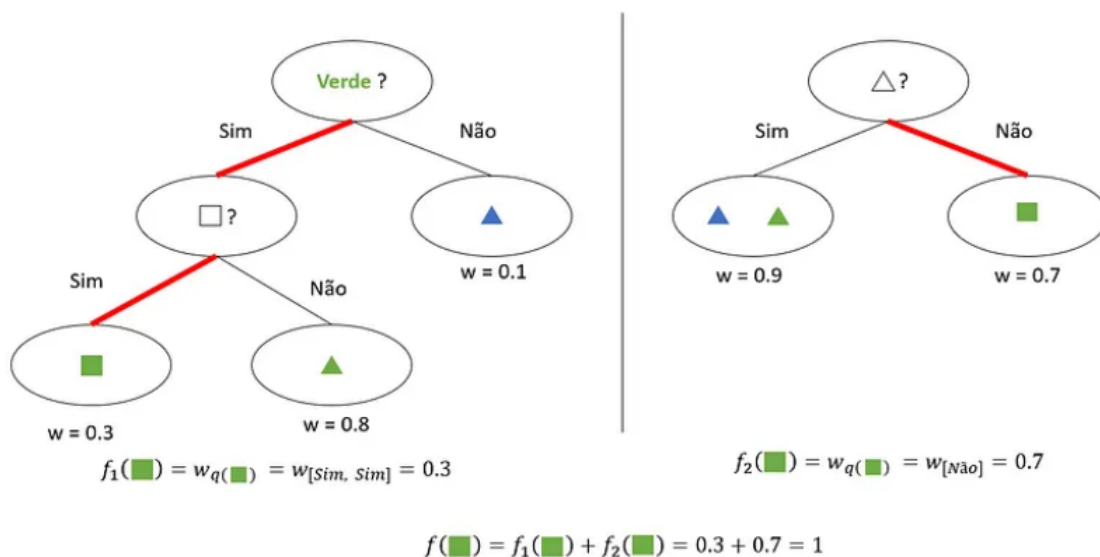 Verde ?
Sim
Não
□ ?
w = 0.1
Sim
Não
w = 0.3
w = 0.8
f₁(■) = w_q(■) = w_[Sim, Sim] = 0.3
△ ?
Sim
Não
w = 0.9
w = 0.7
f₂(■) = w_q(■) = w_[Não] = 0.7
f(■) = f₁(■) + f₂(■) = 0.3 + 0.7 = 1